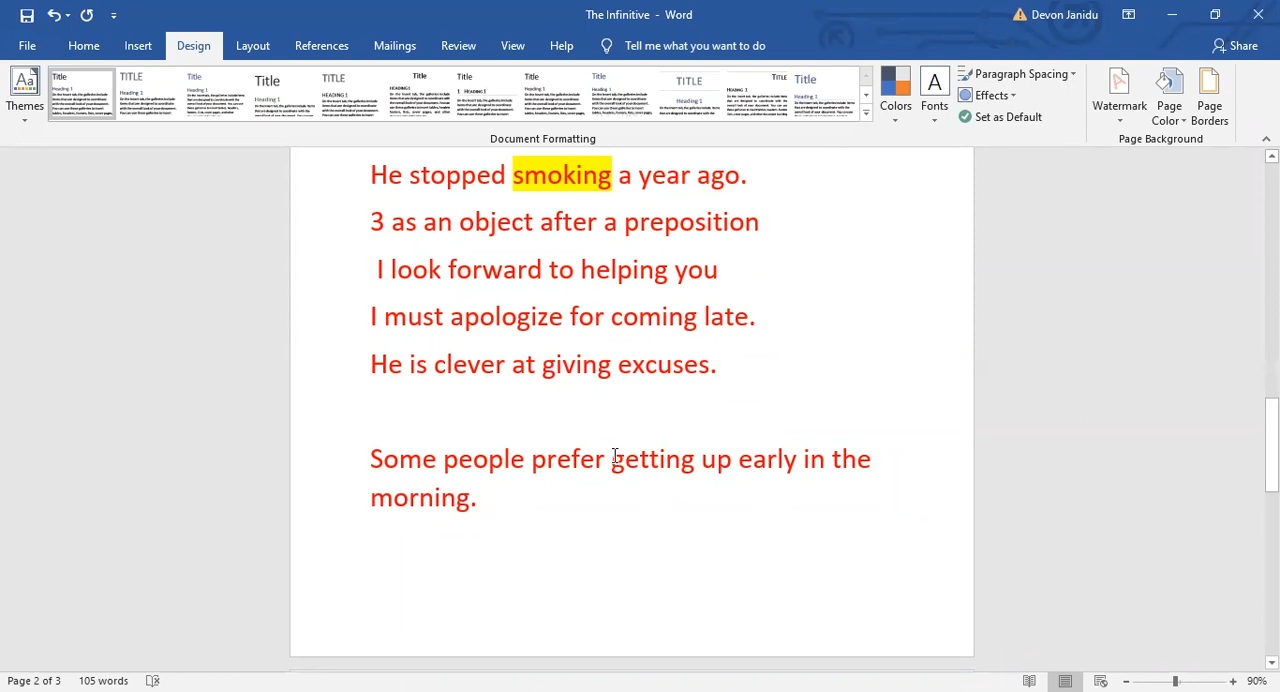 The Infinitive - Word
Devon Janidu
File Home Insert Design Layout References Mailings Review View Help Tell me what you want to do Share
Themes
Title
Heading 1
TITLE
Heading 1
Title
Heading 1
Title
Heading 1
TITLE
HEADING 1
Title
HEADING 1
Title
1 Heading 1
Title
Heading 1
Title
Heading 1
TITLE
Heading 1
TITLE
HEADING 1
Title
Heading 1
Colors
Fonts
Paragraph Spacing
Effects
Set as Default
Watermark
Page Color
Page Borders
Document Formatting
Page Background
He stopped smoking a year ago.
3 as an object after a preposition
I look forward to helping you
I must apologize for coming late.
He is clever at giving excuses.
Some people prefer getting up early in the
morning.
Page 2 of 3 105 words 90%